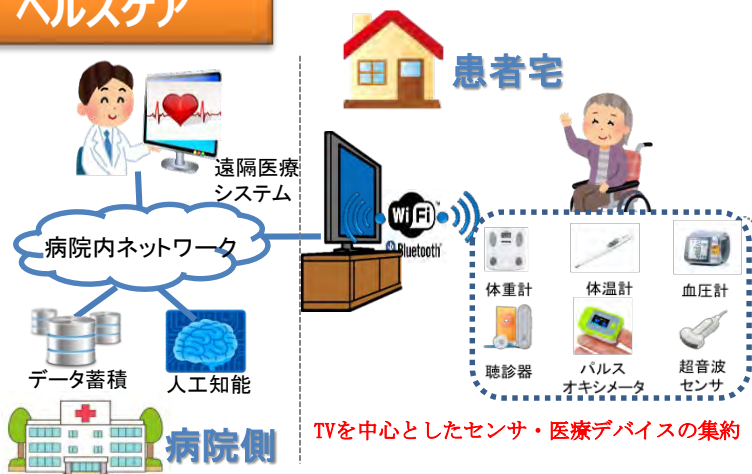 ヘルスケア
患者宅
遠隔医療
システム
Wi Fi
Bluetooth
病院内ネットワーク
体重計
体温計
血圧計
データ蓄積
人工知能
聴診器
パルス
オキシメータ
超音波
センサ
病院側
TVを中心としたセンサ・医療デバイスの集約